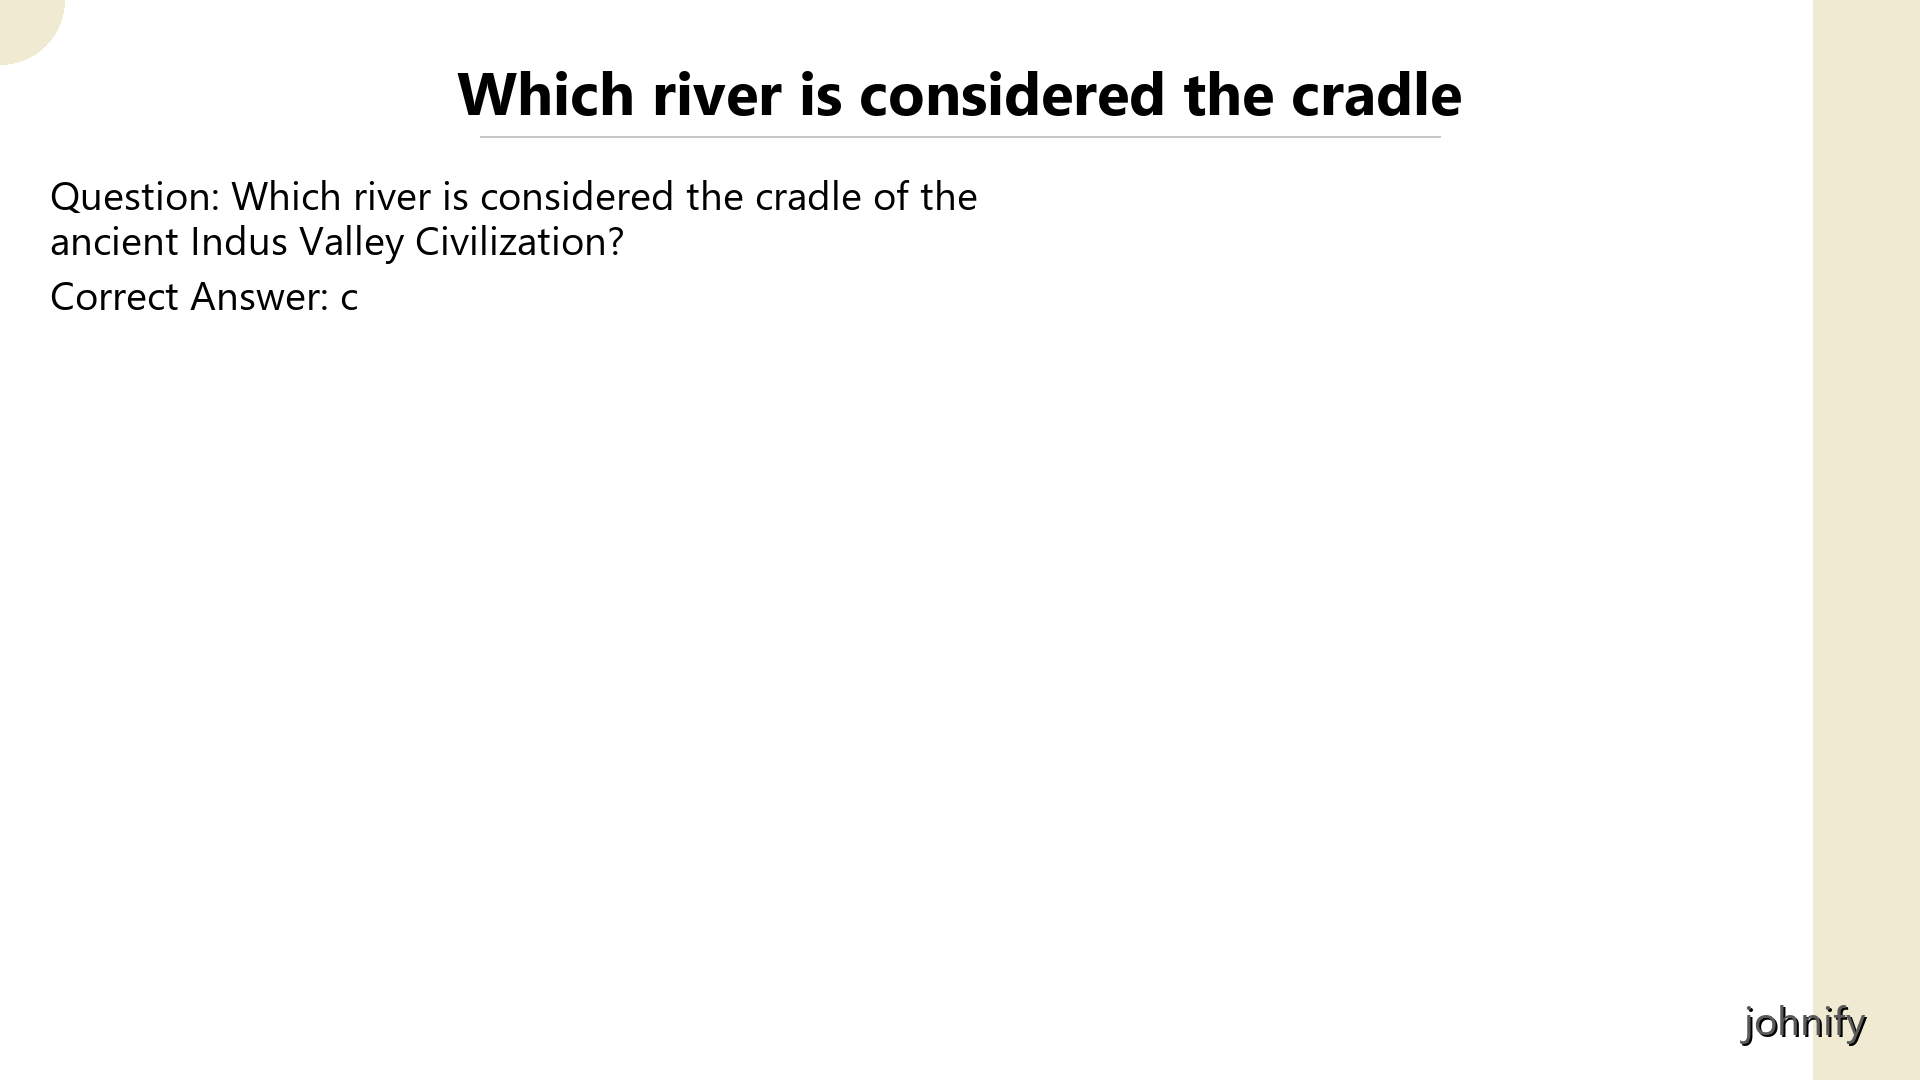 Which river is considered the cradle
Question: Which river is considered the cradle of the
ancient Indus Valley Civilization?
Correct Answer: c
johnify